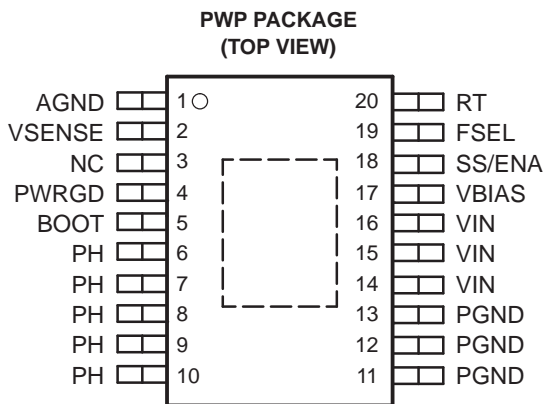 PWP PACKAGE
(TOP VIEW)
AGND 1 20 RT
VSENSE 2 19 FSEL
NC 3 18 SS/ENA
PWRGD 4 17 VBIAS
BOOT 5 16 VIN
PH 6 15 VIN
PH 7 14 VIN
PH 8 13 PGND
PH 9 12 PGND
PH 10 11 PGND